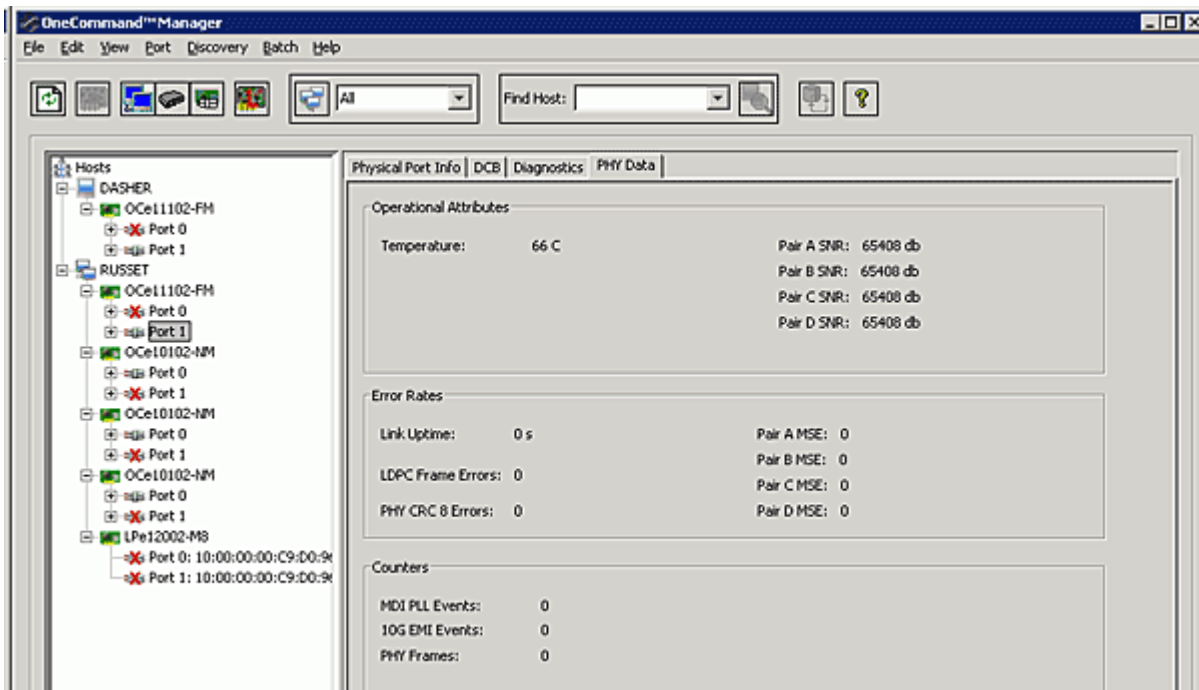 OneCommand™Manager
File Edit View Port Discovery Batch Help
All
Find Host:
Hosts
DASHER
OCe11102-FM
Port 0
Port 1
RUSSET
OCe11102-FM
Port 0
Port 1
OCe10102-NM
Port 0
Port 1
OCe10102-NM
Port 0
Port 1
OCe10102-NM
Port 0
Port 1
LPe12002-M8
Port 0: 10:00:00:00:C9:D0:9
Port 1: 10:00:00:00:C9:D0:9
Physical Port Info DCB Diagnostics PHY Data
Operational Attributes
Temperature: 66 C
Pair A SNR: 65408 db
Pair B SNR: 65408 db
Pair C SNR: 65408 db
Pair D SNR: 65408 db
Error Rates
Link Uptime: 0 s
LDPC Frame Errors: 0
PHY CRC 8 Errors: 0
Pair A MSE: 0
Pair B MSE: 0
Pair C MSE: 0
Pair D MSE: 0
Counters
MDI PLL Events: 0
10G EMI Events: 0
PHY Frames: 0